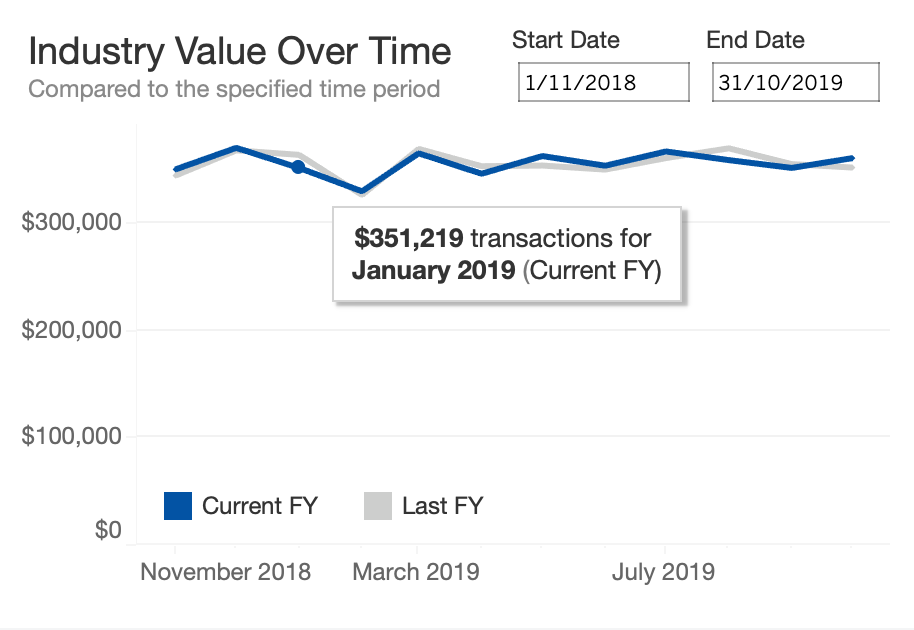 Industry Value Over Time
Compared to the specified time period
Start Date
End Date
1/11/2018
31/10/2019
$300,000
$351,219 transactions for
January 2019 (Current FY)
$200,000
$100,000
Current FY
Last FY
$0
November 2018
March 2019
July 2019